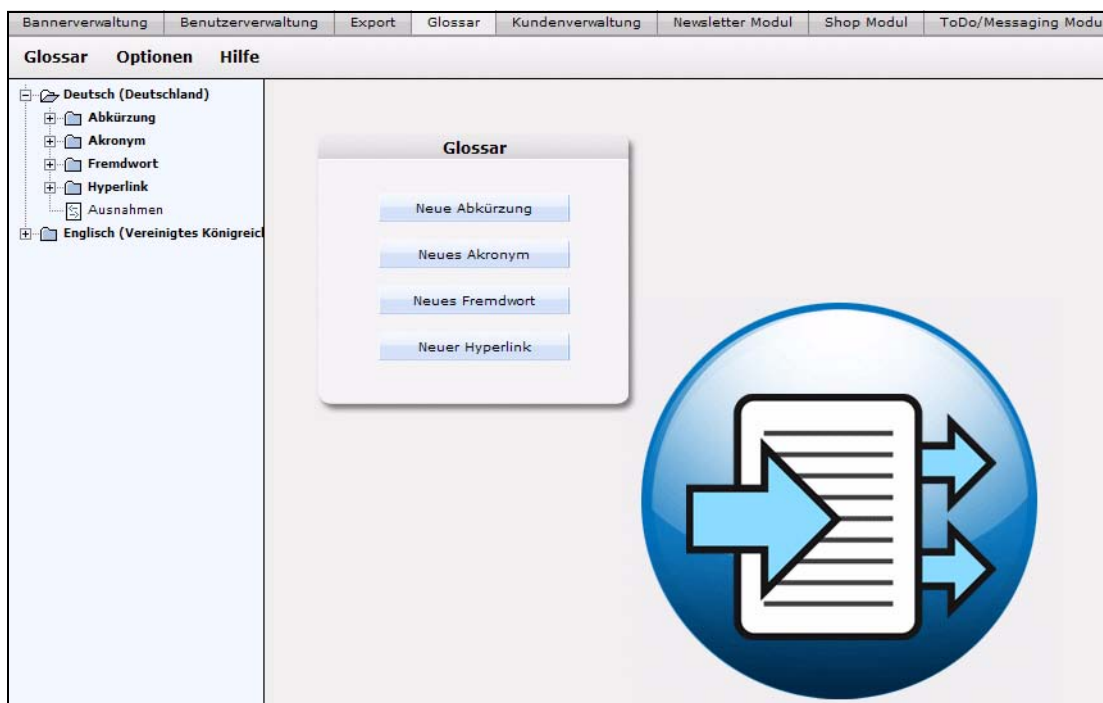 Bannerverwaltung Benutzerverwaltung Export Glossar Kundenverwaltung Newsletter Modul Shop Modul ToDo/Messaging Modu
Glossar Optionen Hilfe
Deutsch (Deutschland)
Abkürzung
Akronym
Fremdwort
Hyperlink
Ausnahmen
Englisch (Vereinigtes Königreich
Glossar
Neue Abkürzung
Neues Akronym
Neues Fremdwort
Neuer Hyperlink